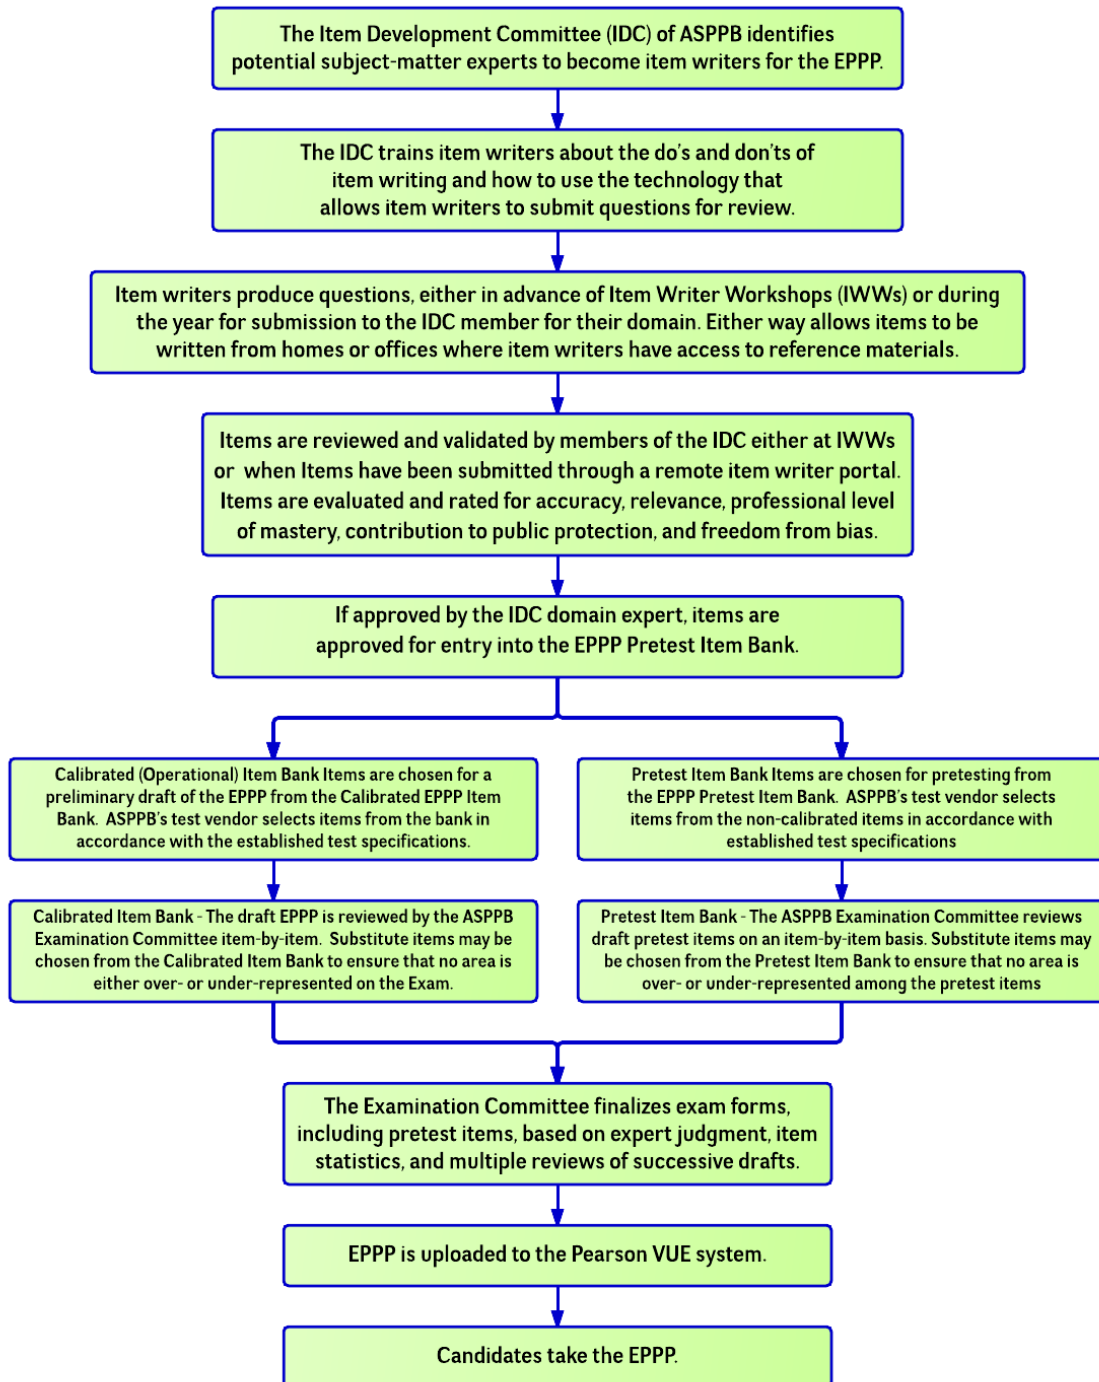 The Item Development Committee (IDC) of ASPPB identifies
potential subject-matter experts to become item writers for the EPPP.
The IDC trains item writers about the do's and don'ts of
item writing and how to use the technology that
allows item writers to submit questions for review.
Item writers produce questions, either in advance of Item Writer Workshops (IWWs) or during
the year for submission to the IDC member for their domain. Either way allows items to be
written from homes or offices where item writers have access to reference materials.
Items are reviewed and validated by members of the IDC either at IWWs
or when Items have been submitted through a remote item writer portal.
Items are evaluated and rated for accuracy, relevance, professional level
of mastery, contribution to public protection, and freedom from bias.
If approved by the IDC domain expert, items are
approved for entry into the EPPP Pretest Item Bank.
Calibrated (Operational) Item Bank Items are chosen for a
preliminary draft of the EPPP from the Calibrated EPPP Item
Bank. ASPPB's test vendor selects items from the bank in
accordance with the established test specifications.
Pretest Item Bank Items are chosen for pretesting from
the EPPP Pretest Item Bank. ASPPB's test vendor selects
items from the non-calibrated items in accordance with
established test specifications
Calibrated Item Bank - The draft EPPP is reviewed by the ASPPB
Examination Committee item-by-item. Substitute items may be
chosen from the Calibrated Item Bank to ensure that no area is
either over- or under-represented on the Exam.
Pretest Item Bank - The ASPPB Examination Committee reviews
draft pretest items on an item-by-item basis. Substitute items may
be chosen from the Pretest Item Bank to ensure that no area is
over- or under-represented among the pretest items
The Examination Committee finalizes exam forms,
including pretest items, based on expert judgment, item
statistics, and multiple reviews of successive drafts.
EPPP is uploaded to the Pearson VUE system.
Candidates take the EPPP.